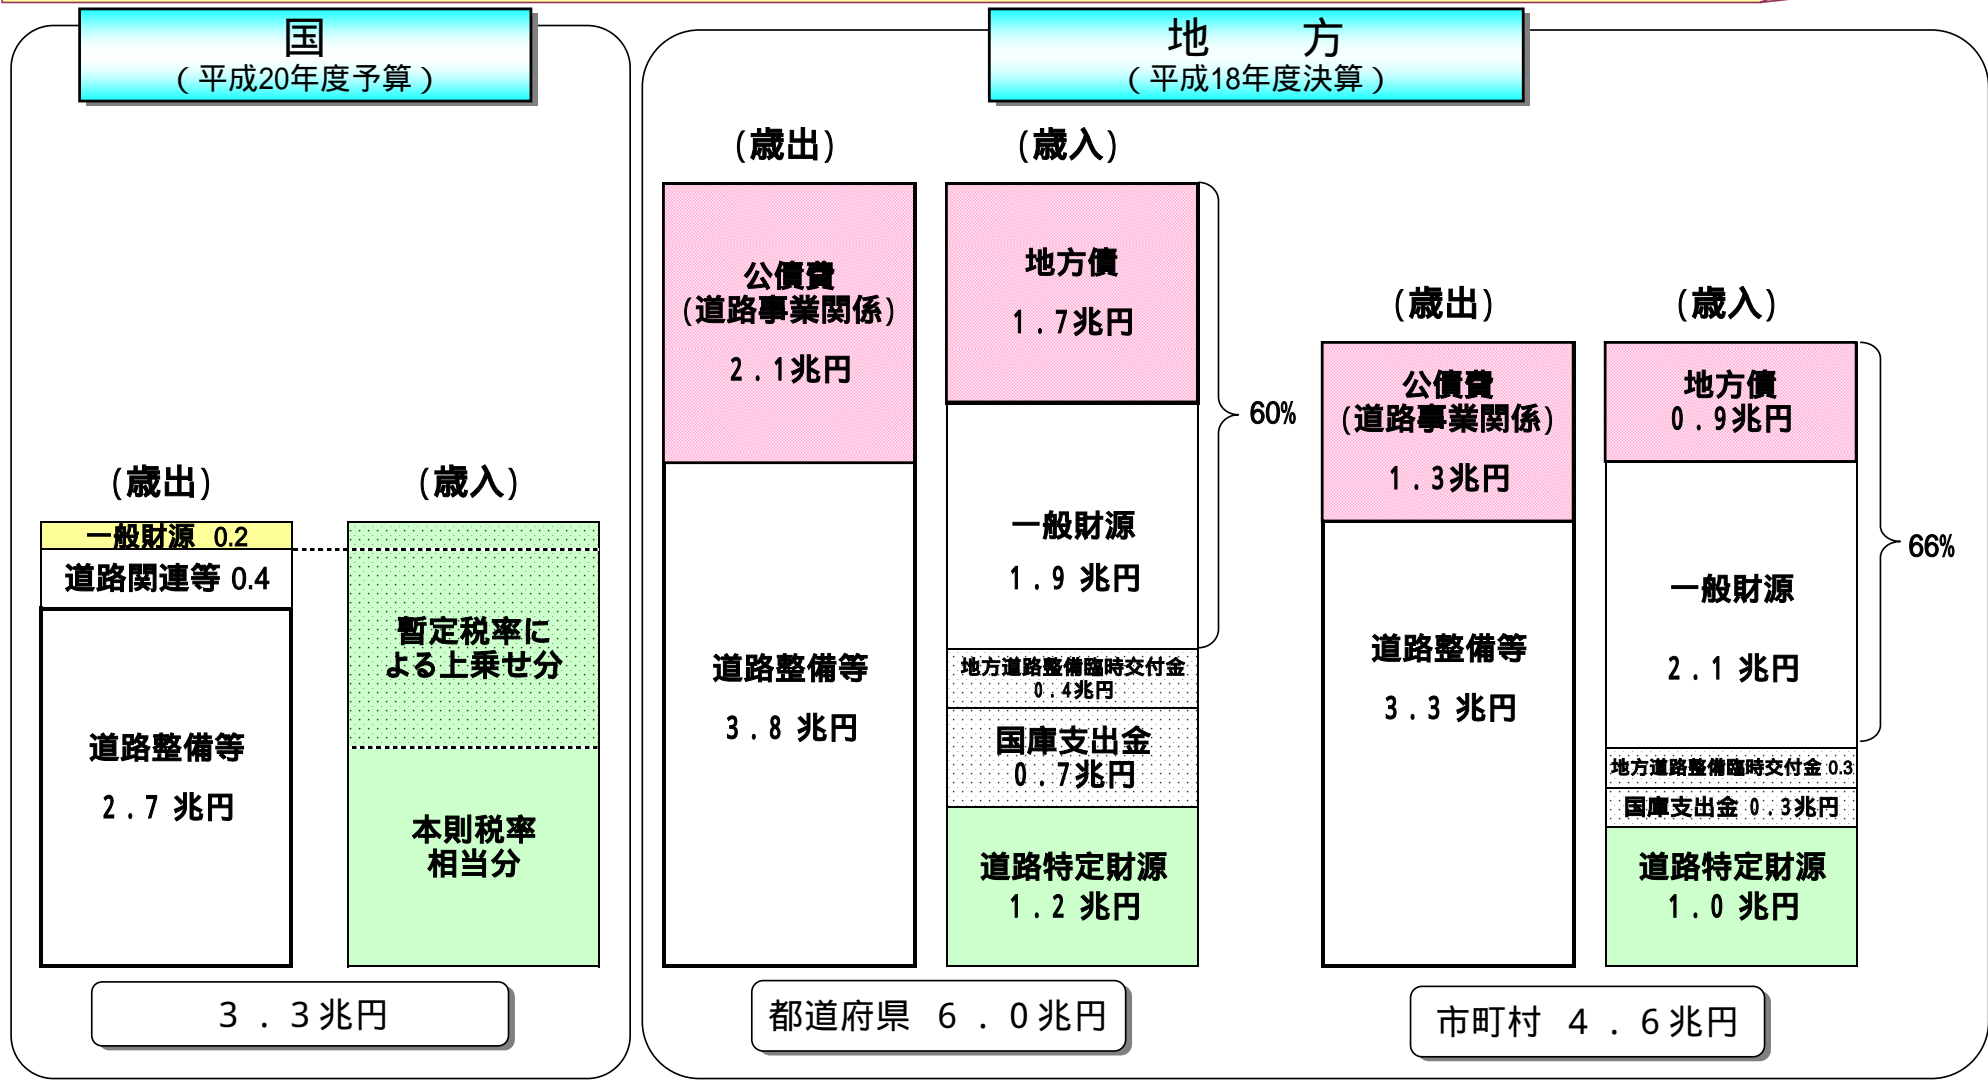 国
（平成20年度予算）
（歳出）
（歳入）
一般財源 0.2
道路関連等 0.4
道路整備等
２．７ 兆円
暫定税率に
よる上乗せ分
本則税率
相当分
３．３兆円
地　　方
（平成18年度決算）
（歳出）
（歳入）
公債費
（道路事業関係）
２．１兆円
道路整備等
３．８ 兆円
地方債
１．７兆円
一般財源
１．９ 兆円
地方道路整備臨時交付金
０．４兆円
国庫支出金
０．７兆円
道路特定財源
１．２ 兆円
60%
都道府県　６．０兆円
（歳出）
（歳入）
公債費
（道路事業関係）
１．３兆円
道路整備等
３．３ 兆円
地方債
０．９兆円
一般財源
２．１ 兆円
地方道路整備臨時交付金 0.3
国庫支出金 ０．３兆円
道路特定財源
１．０ 兆円
66%
市町村　４．６兆円